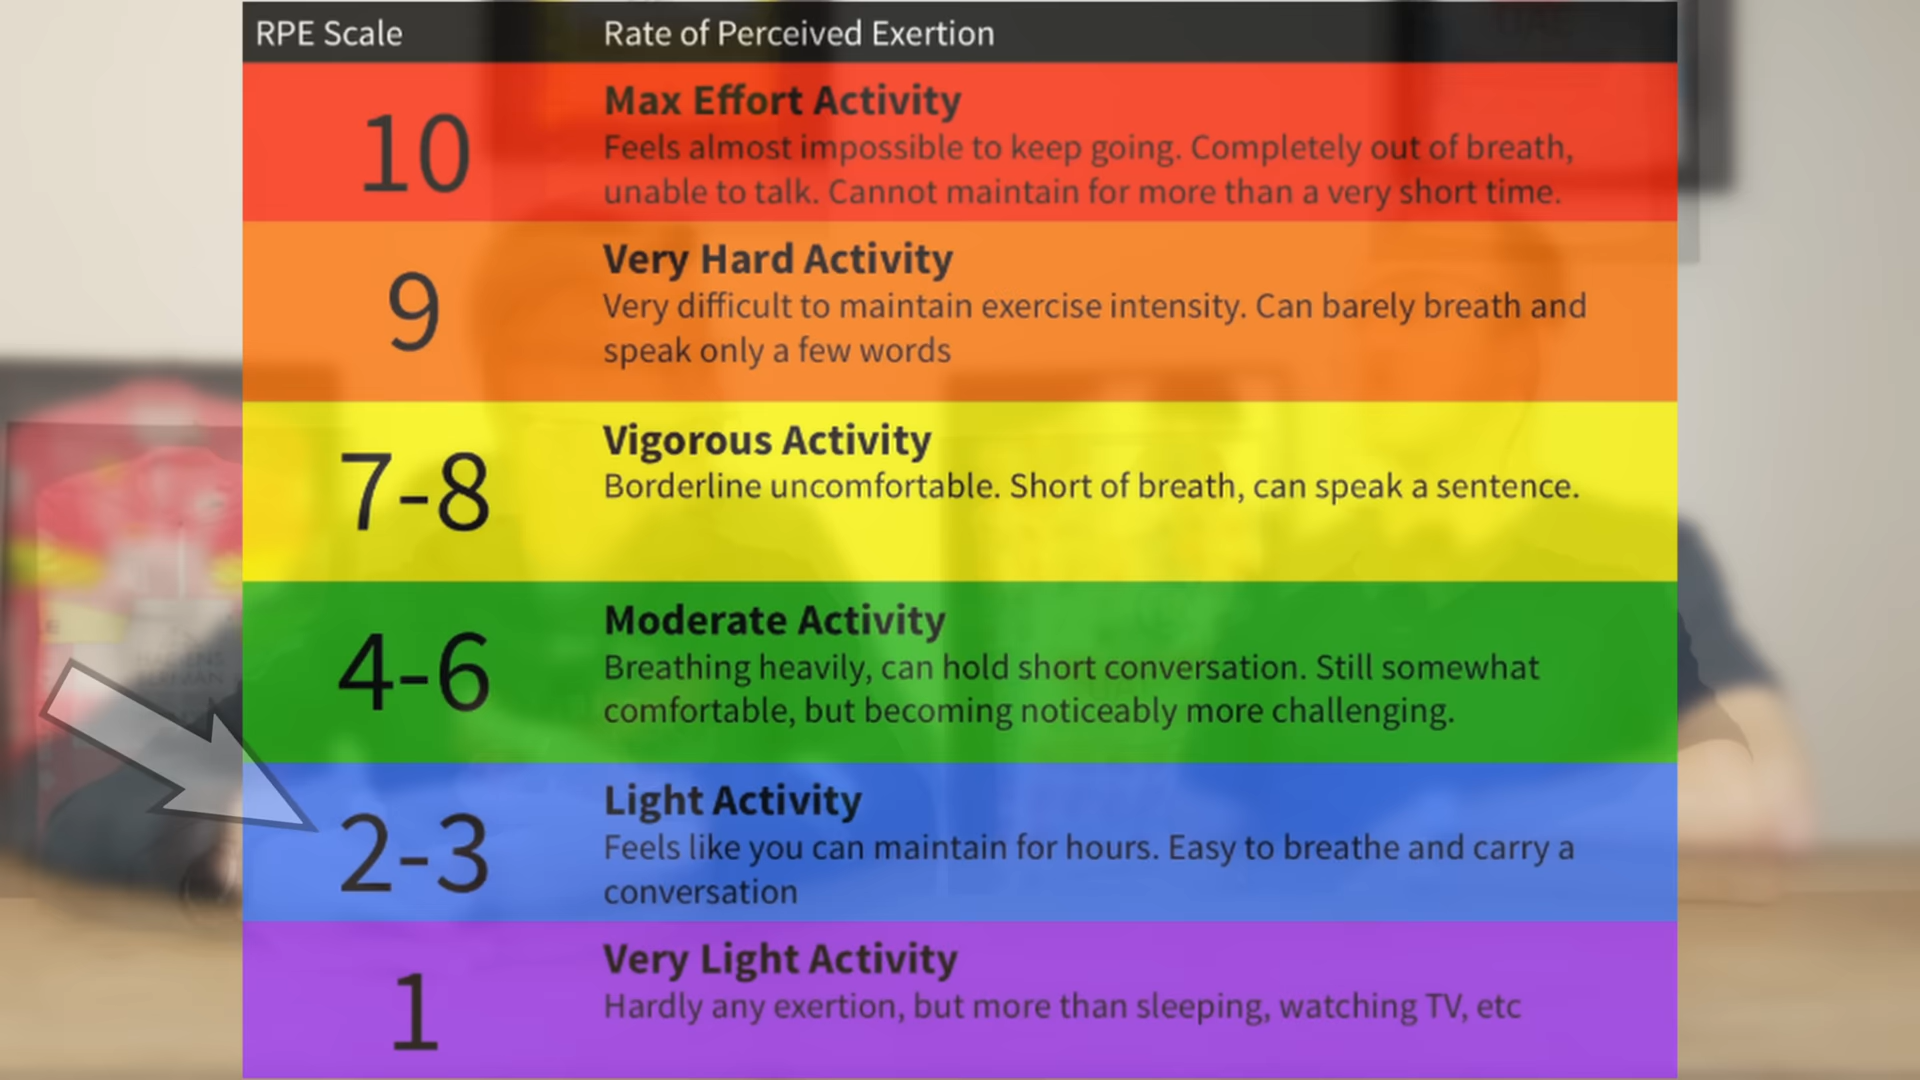 RPE Scale
Rate of Perceived Exertion
10
Max Effort Activity
Feels almost impossible to keep going. Completely out of breath,
unable to talk. Cannot maintain for more than a very short time.
9
Very Hard Activity
Very difficult to maintain exercise intensity. Can barely breath and
speak only a few words
7-8
Vigorous Activity
Borderline uncomfortable. Short of breath, can speak a sentence.
4-6
Moderate Activity
Breathing heavily, can hold short conversation. Still somewhat
comfortable, but becoming noticeably more challenging.
2-3
Light Activity
Feels like you can maintain for hours. Easy to breathe and carry a
conversation
1
Very Light Activity
Hardly any exertion, but more than sleeping, watching TV, etc